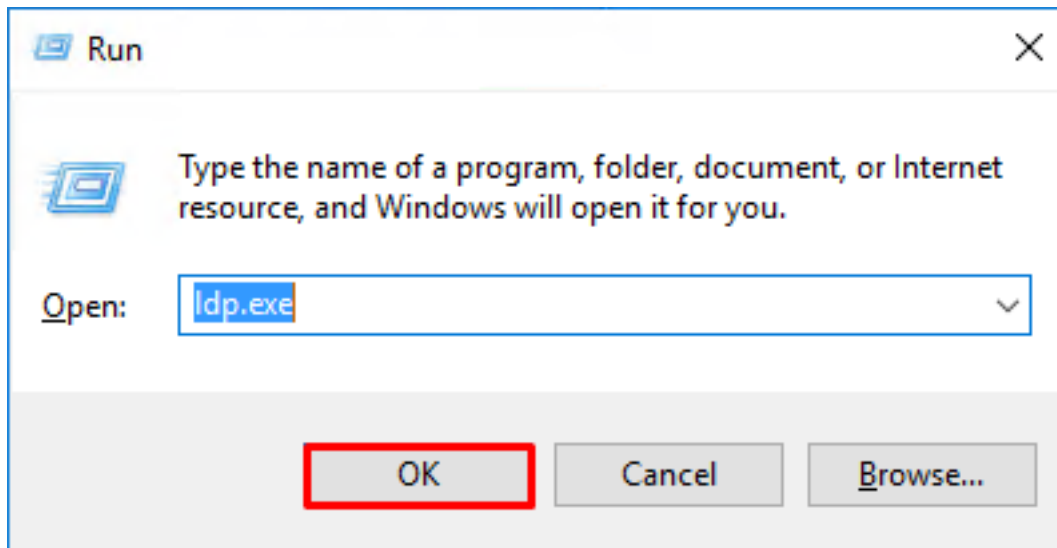 Run
Type the name of a program, folder, document, or Internet
resource, and Windows will open it for you.
Open: ldp.exe
OK Cancel Browse...